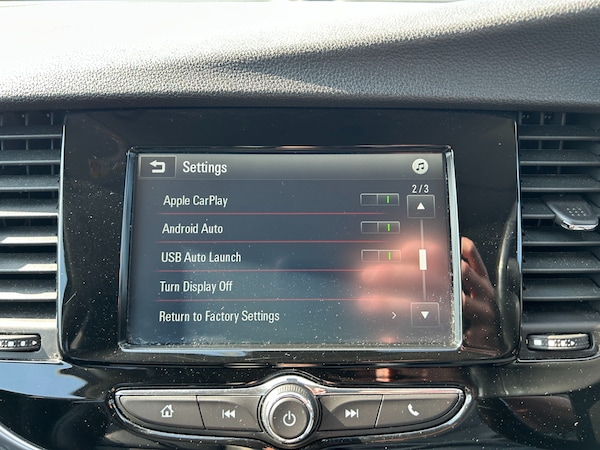 Settings
2/3
Apple CarPlay
Android Auto
USB Auto Launch
Turn Display Off
Return to Factory Settings